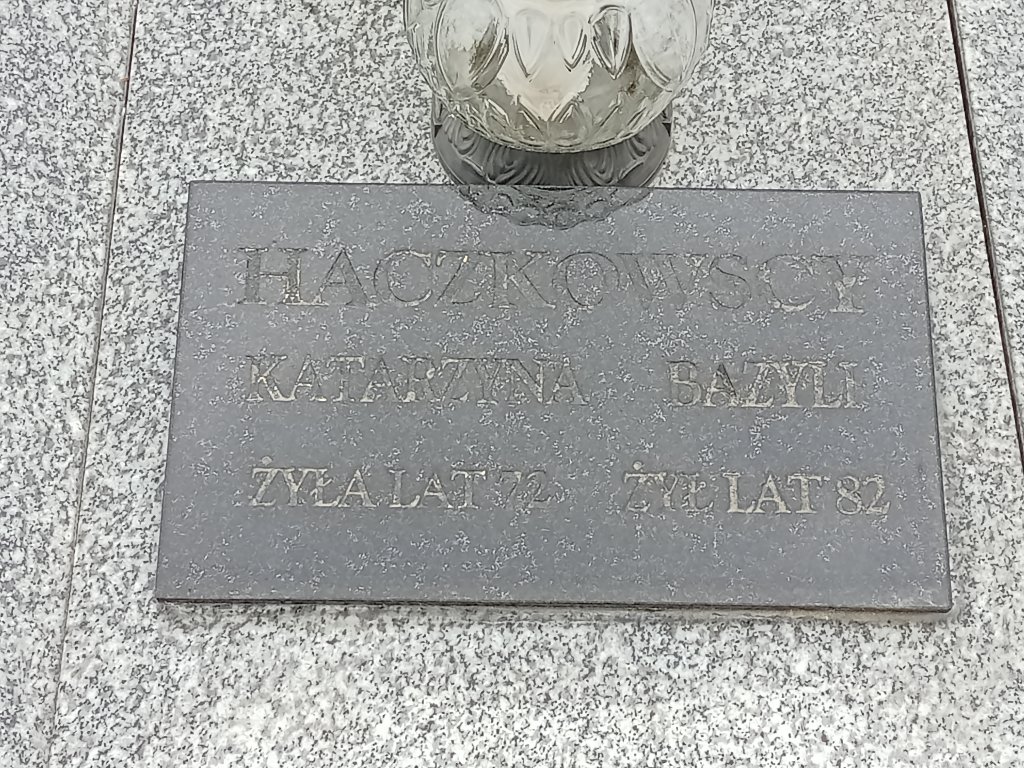 HACZKOWSCY
KATARZYNA BAZYLI
ŻYŁA LAT 72 ŻYŁ LAT 82